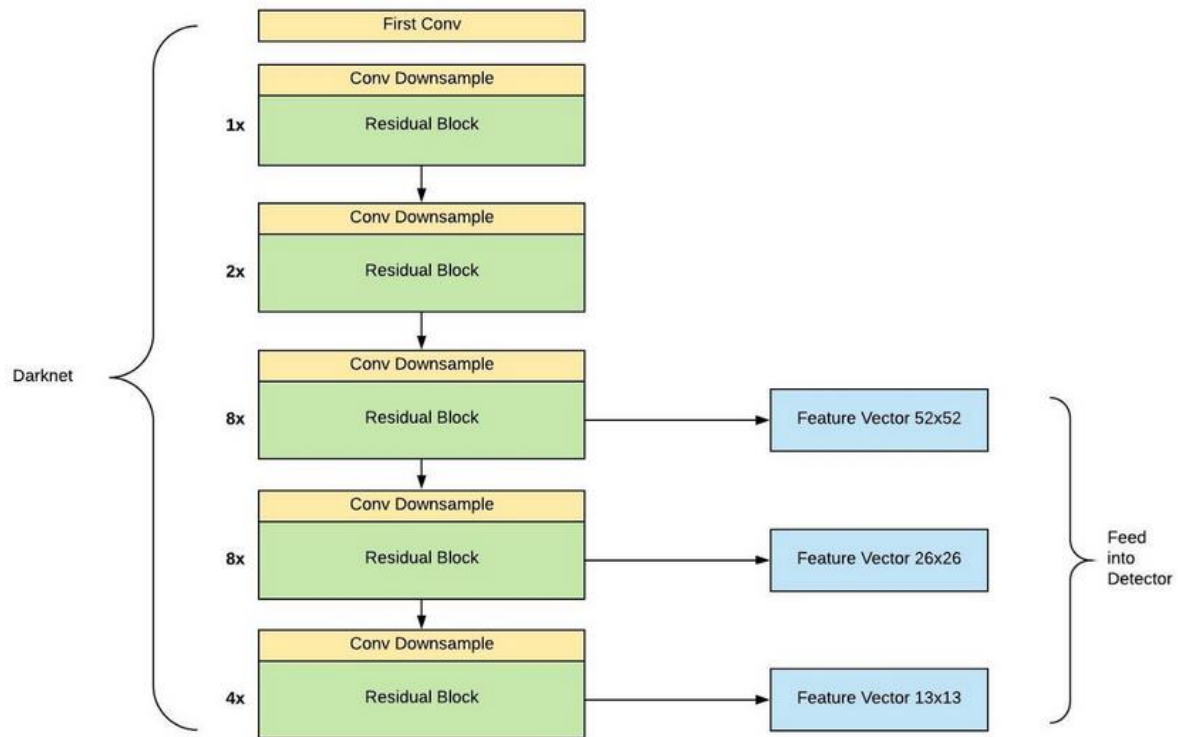 First Conv
Conv Downsample
1x
Residual Block
Conv Downsample
2x
Residual Block
Darknet
Conv Downsample
8x
Residual Block
Feature Vector 52x52
Conv Downsample
8x
Residual Block
Feature Vector 26x26
Feed
into
Detector
Conv Downsample
4x
Residual Block
Feature Vector 13x13